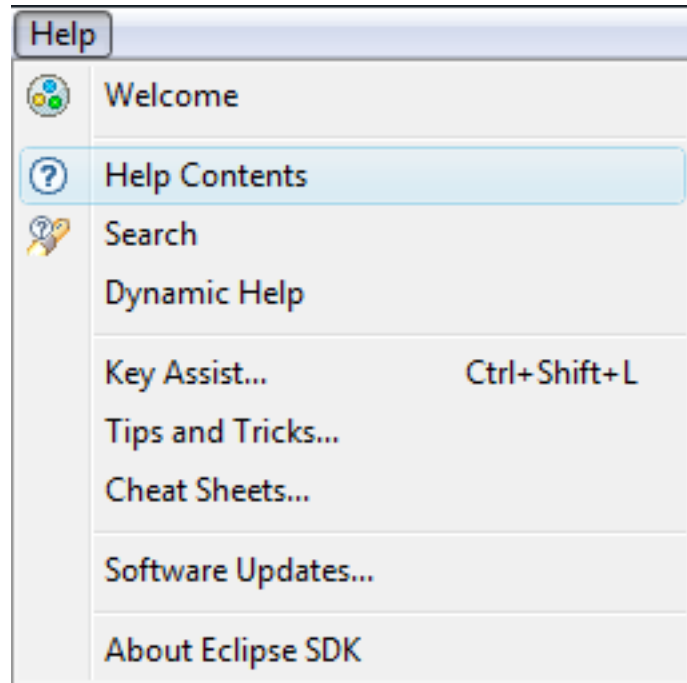 Help
Welcome
Help Contents
Search
Dynamic Help
Key Assist... Ctrl+Shift+L
Tips and Tricks...
Cheat Sheets...
Software Updates...
About Eclipse SDK